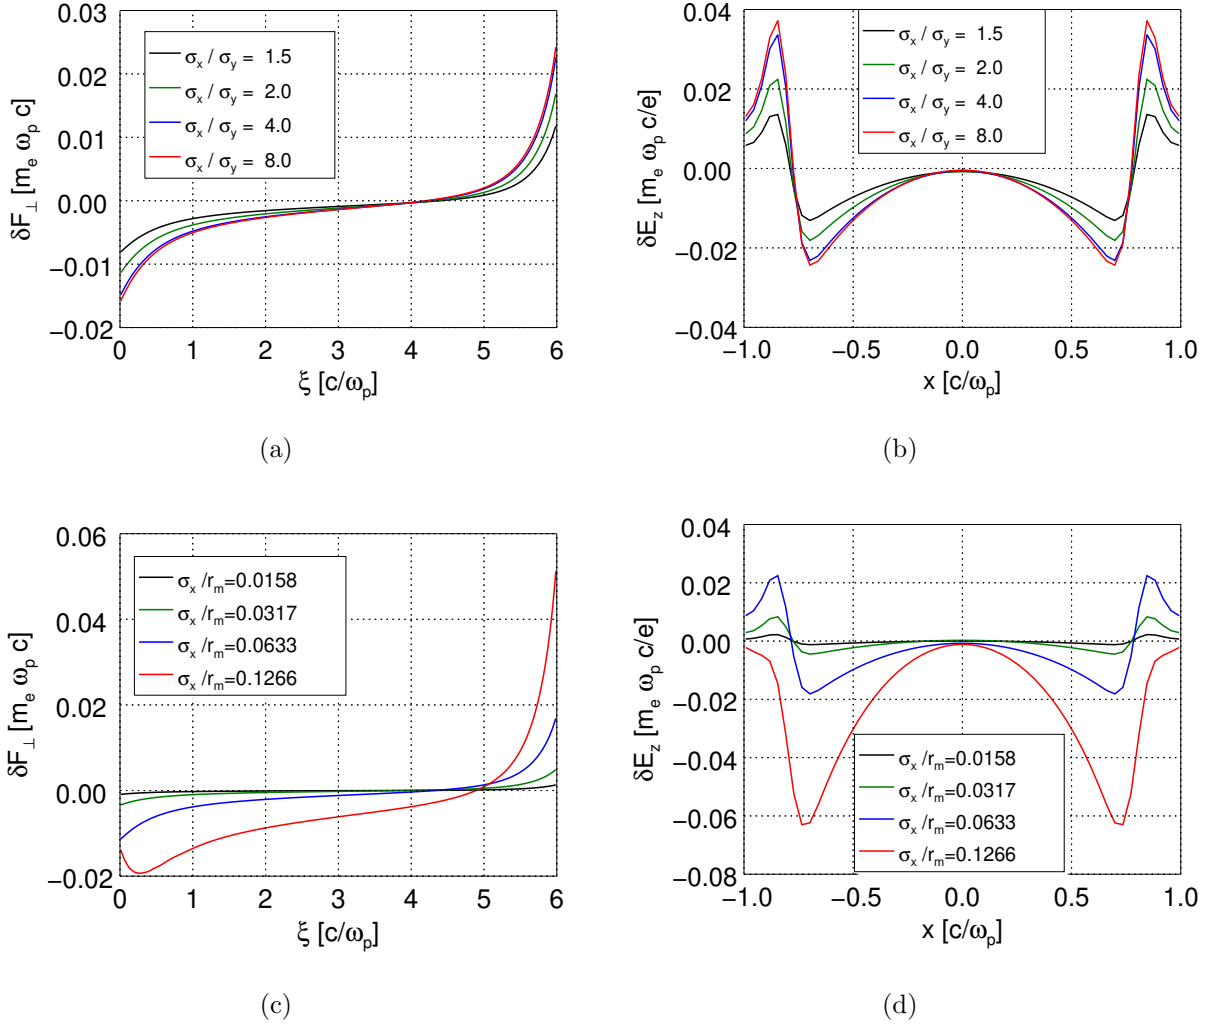 0.03
0.02
0.01
0.00
−0.01
−0.02
δF⊥ [mₑ ωₚ c]
σₓ / σᵧ = 1.5
σₓ / σᵧ = 2.0
σₓ / σᵧ = 4.0
σₓ / σᵧ = 8.0
0 1 2 3 4 5 6
ξ [c/ωₚ]
(a)
0.04
0.02
0.00
−0.02
−0.04
δE_z [mₑ ωₚ c/e]
σₓ / σᵧ = 1.5
σₓ / σᵧ = 2.0
σₓ / σᵧ = 4.0
σₓ / σᵧ = 8.0
−1.0 −0.5 0.0 0.5 1.0
x [c/ωₚ]
(b)
0.06
0.04
0.02
0.00
−0.02
δF⊥ [mₑ ωₚ c]
σₓ /rₘ=0.0158
σₓ /rₘ=0.0317
σₓ /rₘ=0.0633
σₓ /rₘ=0.1266
0 1 2 3 4 5 6
ξ [c/ωₚ]
(c)
0.04
0.02
0.00
−0.02
−0.04
−0.06
−0.08
δE_z [mₑ ωₚ c/e]
σₓ /rₘ=0.0158
σₓ /rₘ=0.0317
σₓ /rₘ=0.0633
σₓ /rₘ=0.1266
−1.0 −0.5 0.0 0.5 1.0
x [c/ωₚ]
(d)